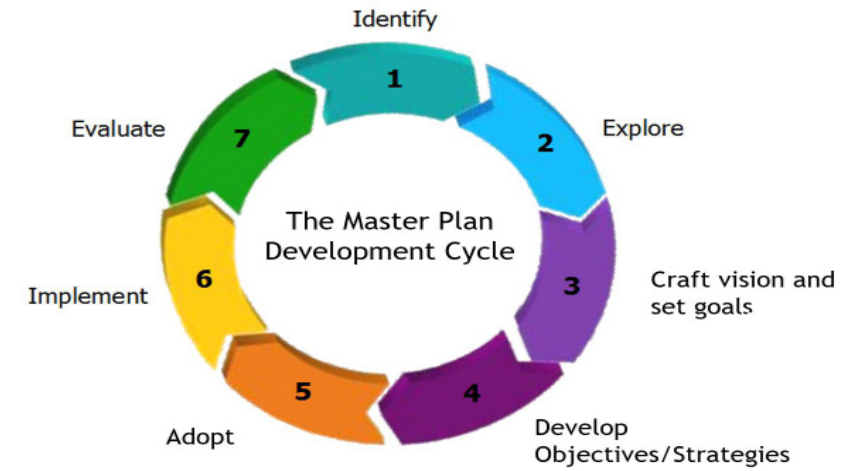 Identify
1
2
Explore
3
Craft vision and
set goals
4
Develop
Objectives/Strategies
5
Adopt
6
Implement
7
Evaluate
The Master Plan
Development Cycle